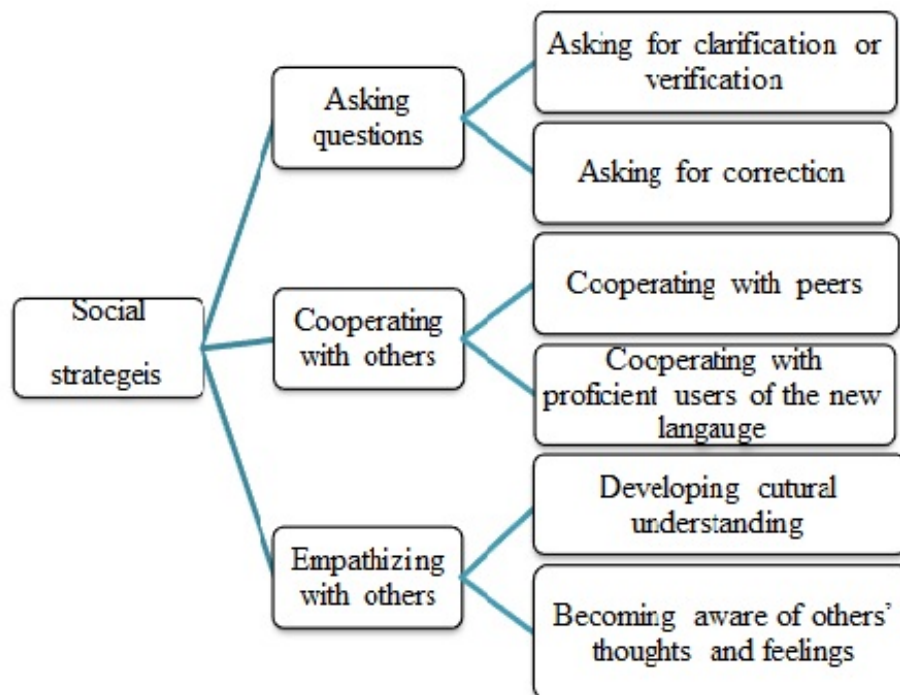 Social
strategeis
Asking
questions
Asking for clarification or
verification
Asking for correction
Cooperating
with others
Cooperating with peers
Cooperating with
proficient users of the new
langauge
Empathizing
with others
Developing cutural
understanding
Becoming aware of others’
thoughts and feelings